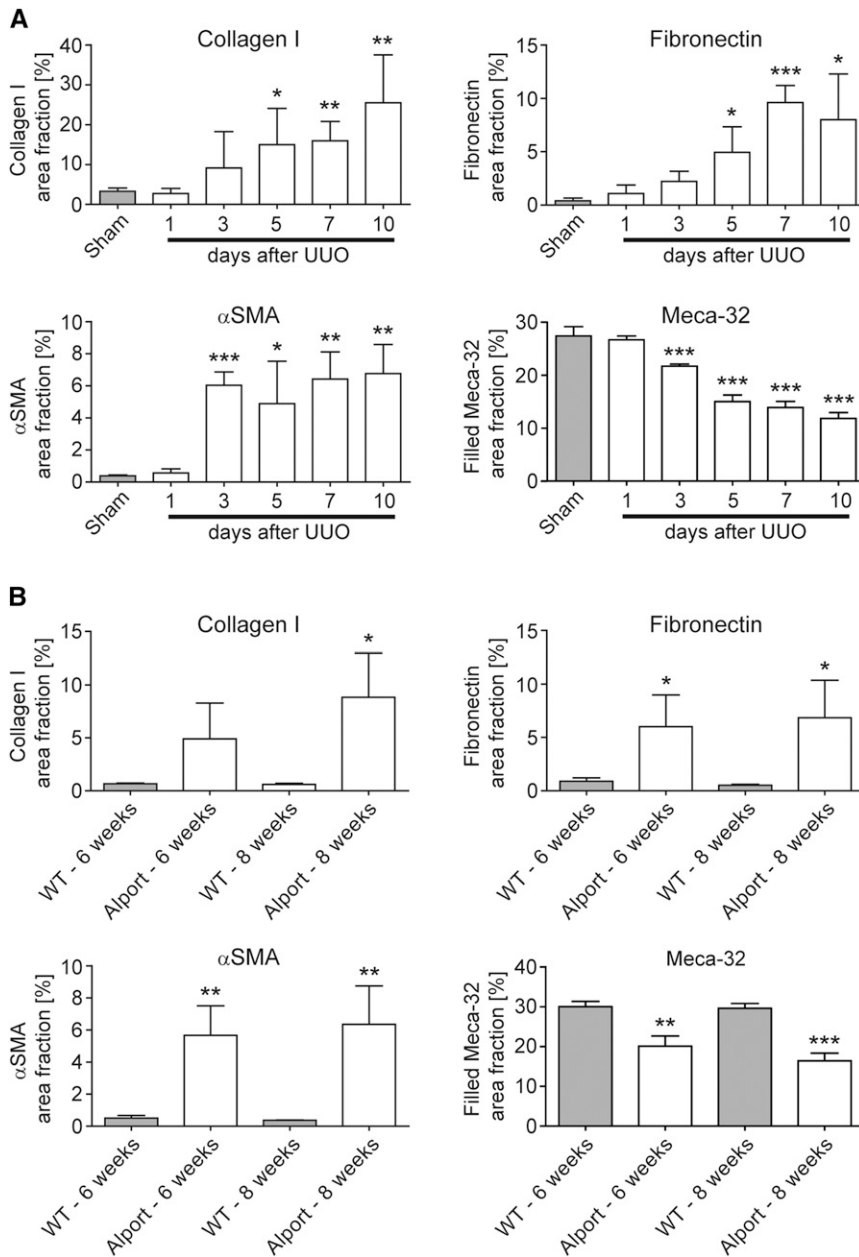 A
Collagen I
Collagen I
area fraction [%]
40
30
20
10
0
*
**
**
Sham
1 3 5 7 10
days after UUO
Fibronectin
Fibronectin
area fraction [%]
15
10
5
0
*
***
*
Sham
1 3 5 7 10
days after UUO
αSMA
αSMA
area fraction [%]
10
8
6
4
2
0
***
*
**
**
Sham
1 3 5 7 10
days after UUO
Meca-32
Filled Meca-32
area fraction [%]
30
20
10
0
***
***
***
***
Sham
1 3 5 7 10
days after UUO
B
Collagen I
Collagen I
area fraction [%]
15
10
5
0
*
WT - 6 weeks
Alport - 6 weeks
WT - 8 weeks
Alport - 8 weeks
Fibronectin
Fibronectin
area fraction [%]
15
10
5
0
*
*
WT - 6 weeks
Alport - 6 weeks
WT - 8 weeks
Alport - 8 weeks
αSMA
αSMA
area fraction [%]
10
8
6
4
2
0
**
**
WT - 6 weeks
Alport - 6 weeks
WT - 8 weeks
Alport - 8 weeks
Meca-32
Filled Meca-32
area fraction [%]
40
30
20
10
0
**
***
WT - 6 weeks
Alport - 6 weeks
WT - 8 weeks
Alport - 8 weeks